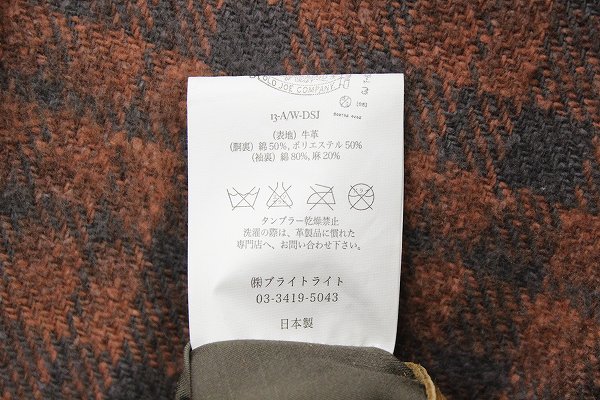 OLD JOE COMPANY
13-A/W-DSJ
(表地) 牛革
(胴裏) 綿 50%, ポリエステル 50%
(袖裏) 綿 80%, 麻 20%
タンブラー乾燥禁止
洗濯の際は、革製品に慣れた
専門店へ、お問い合わせ下さい。
㈱ブライトライト
03-3419-5043
日本製